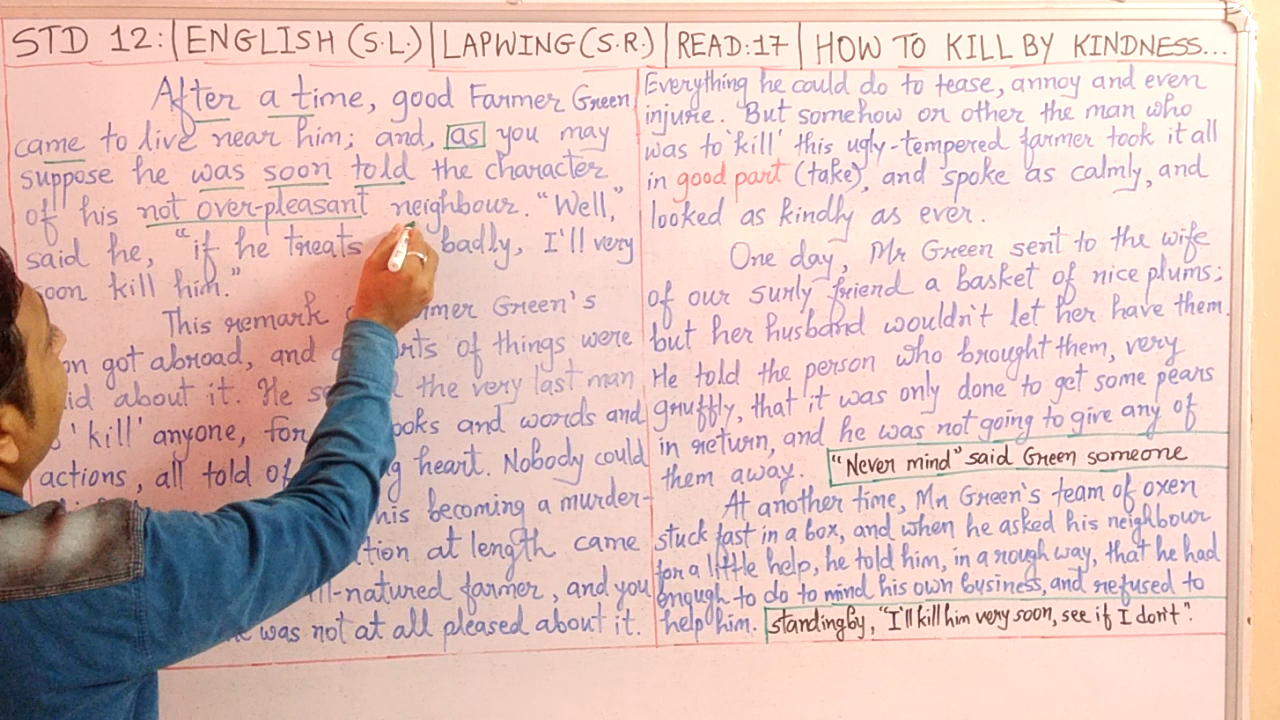 STD 12: | ENGLISH (S.L.) | LAPWING (S.R.) | READ:17 | HOW TO KILL BY KINDNESS...
After a time, good Farmer Green
came to live near him; and, as you may
suppose he was soon told the character
of his not over-pleasant neighbour. "Well,"
said he, "if he treats badly, I'll very
soon kill him."
This remark Green's
got abroad, and of things were
about it. He the very last man
'kill' anyone, for looks and words and
actions, all told of heart. Nobody could
his becoming a murder-
at length came
ill-natured farmer, and you
was not at all pleased about it.
Everything he could do to tease, annoy and even
injure. But somehow or other the man who
was to 'kill' this ugly-tempered farmer took it all
in good part (take), and spoke as calmly, and
looked as kindly as ever.
One day, Mr Green sent to the wife
of our surly friend a basket of nice plums;
but her husband wouldn't let her have them.
He told the person who brought them, very
gruffly, that it was only done to get some pears
in return, and he was not going to give any of
them away. "Never mind" said Green someone
At another time, Mr Green's team of oxen
stuck fast in a box, and when he asked his neighbour
for a little help, he told him, in a rough way, that he had
enough to do to mind his own business, and refused to
help him. standing by, "I'll kill him very soon, see if I don't".